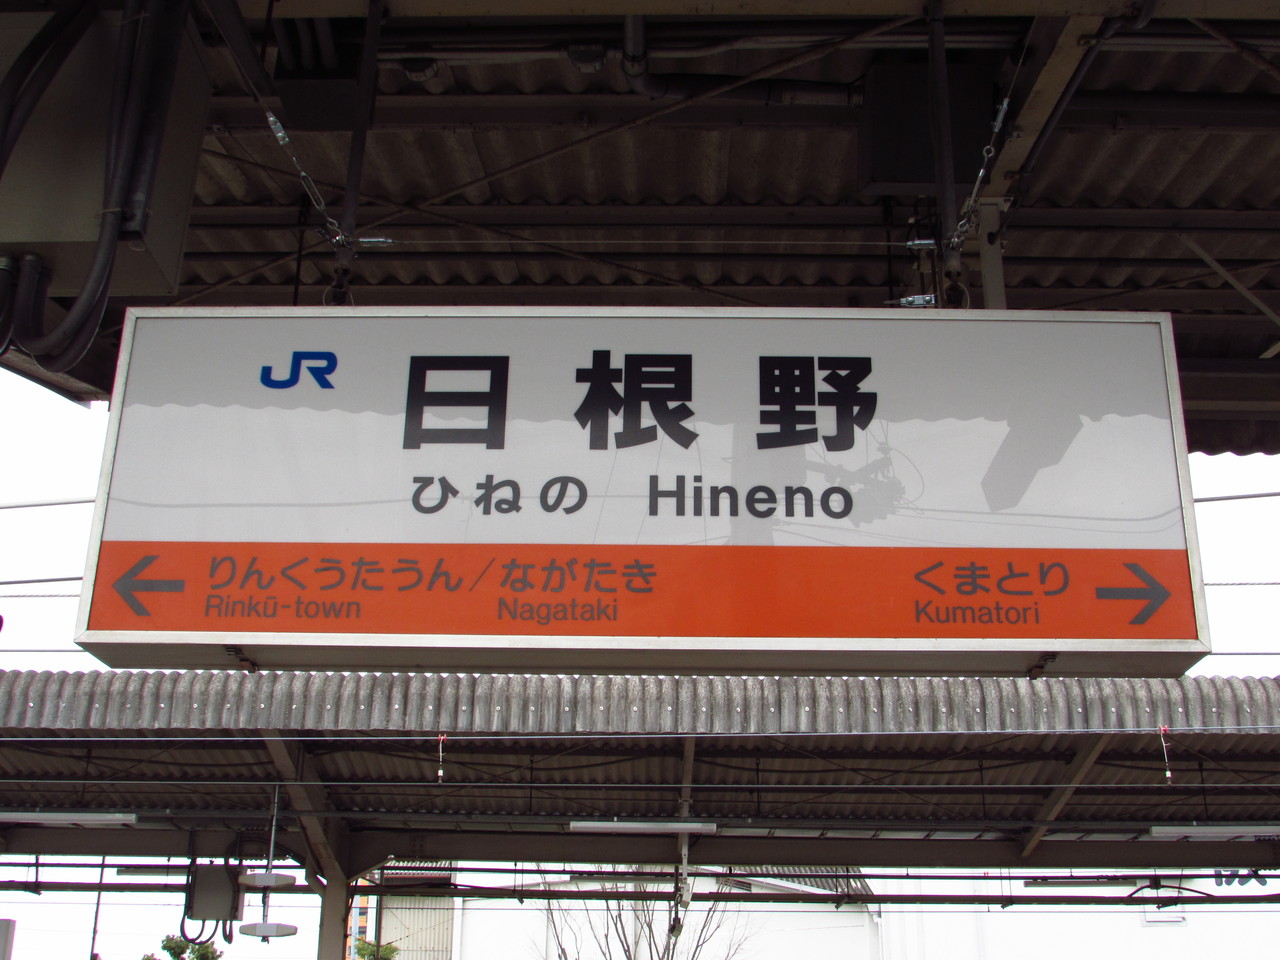 JR 日根野
ひねの Hineno
← りんくうたうん/ながたき くまとり →
Rinkū-town Nagataki Kumatori